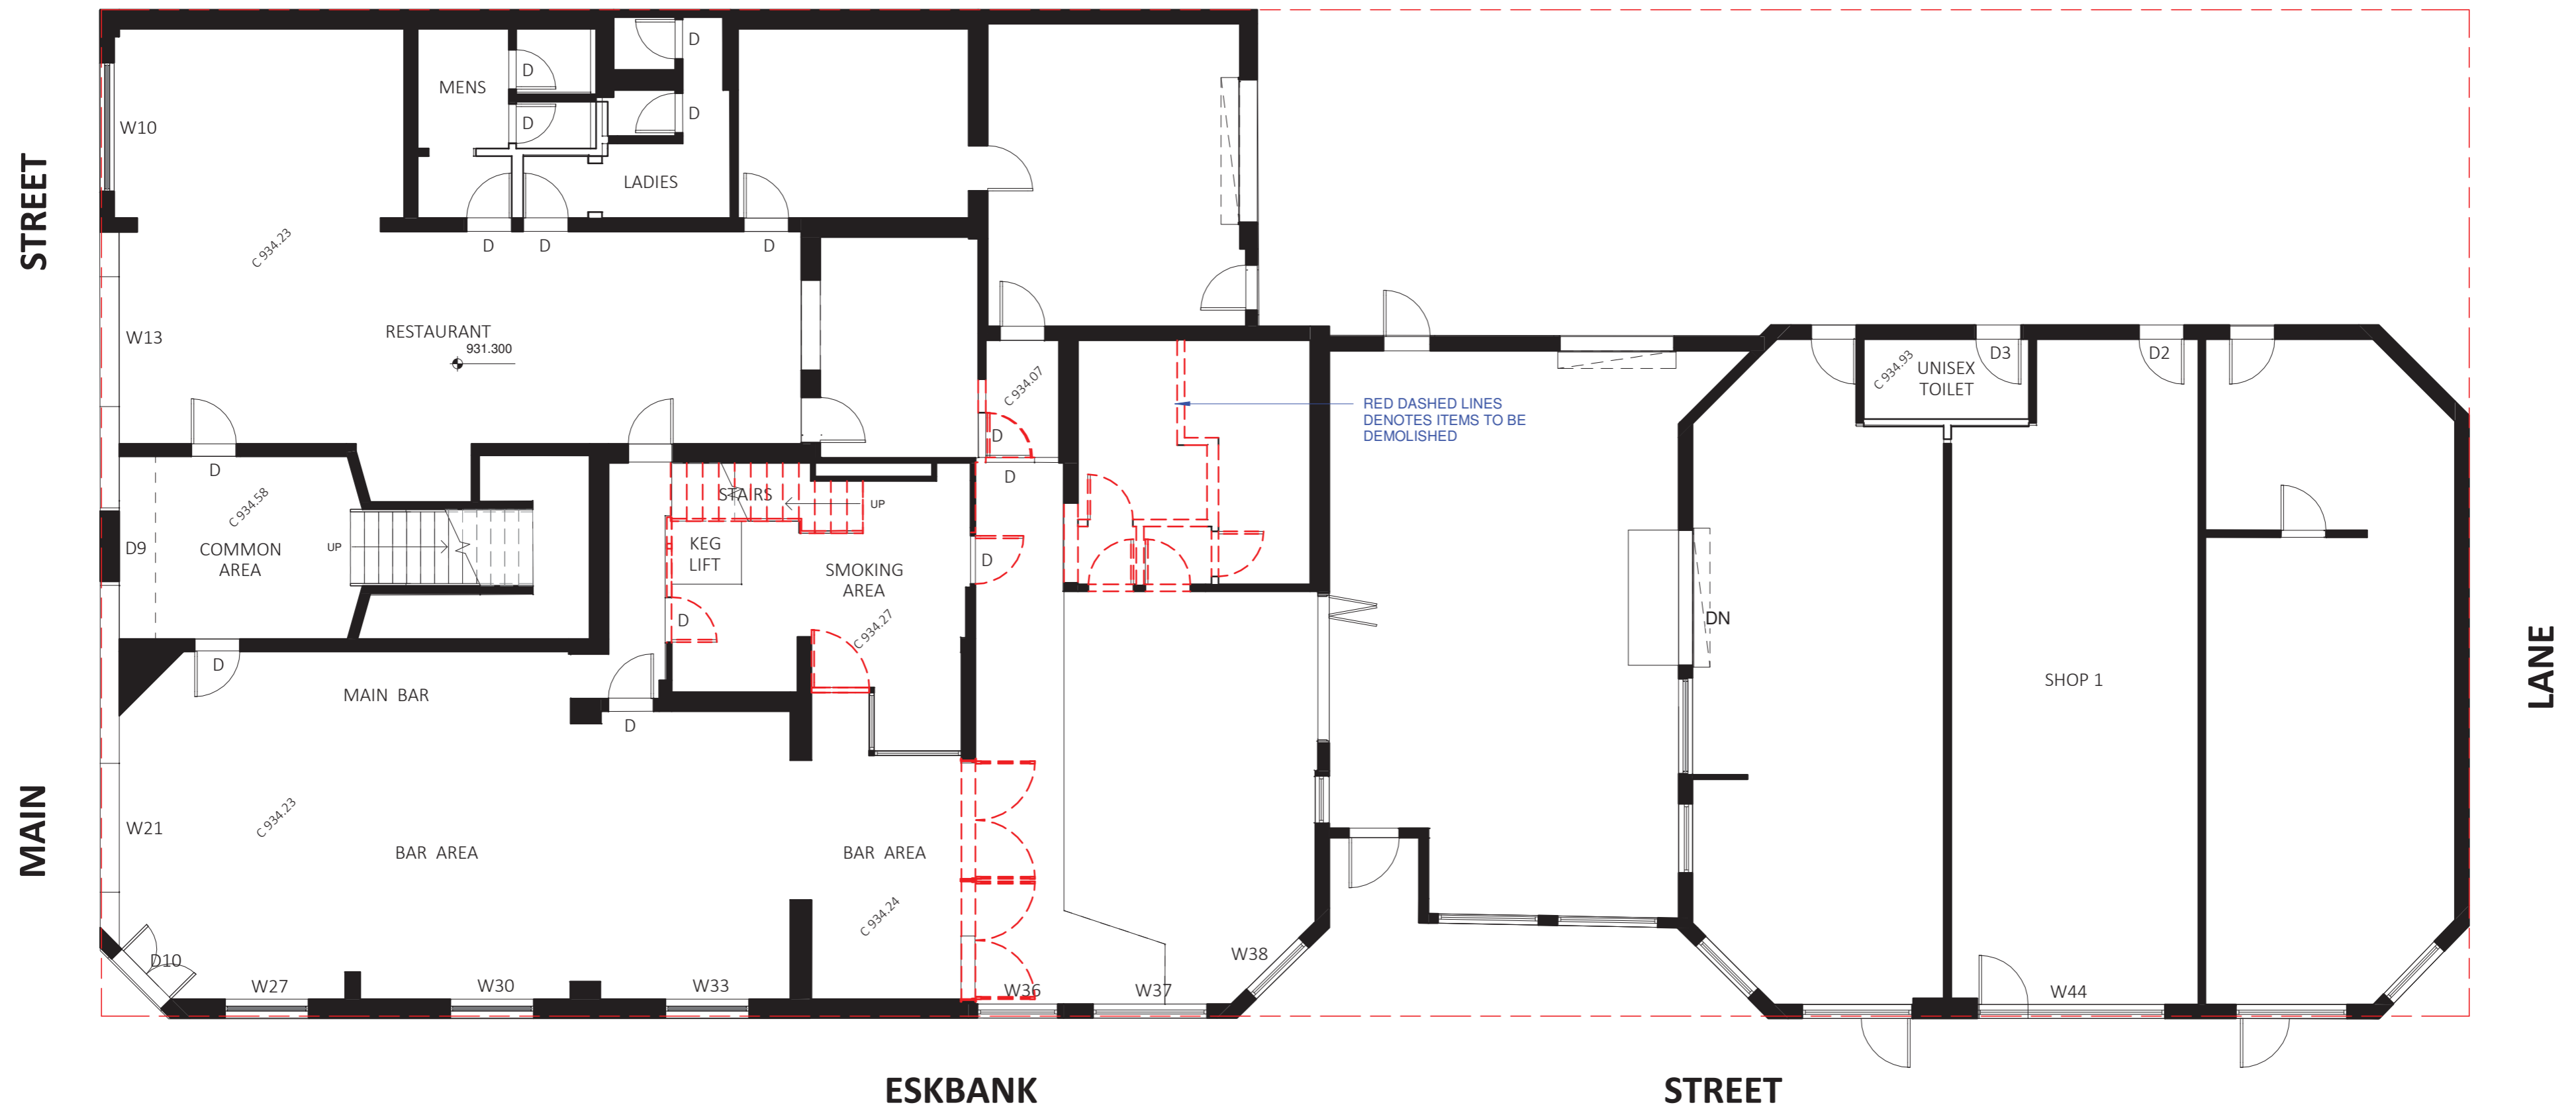 D
D
MENS
D
D
W10
STREET
LADIES
D
D
D
C 934.23
W13
RESTAURANT
931.300
C 934.07
C 934.93
UNISEX
TOILET
D3
D2
RED DASHED LINES
DENOTES ITEMS TO BE
DEMOLISHED
D
D
D
C 934.58
STAIRS
UP
D9
COMMON
AREA
UP
KEG
LIFT
SMOKING
AREA
D
D
C 934.27
DN
D
MAIN BAR
D
SHOP 1
LANE
MAIN
W21
C 934.23
BAR AREA
BAR AREA
C 934.24
D10
W27
W30
W33
W36
W37
W38
W44
ESKBANK
STREET